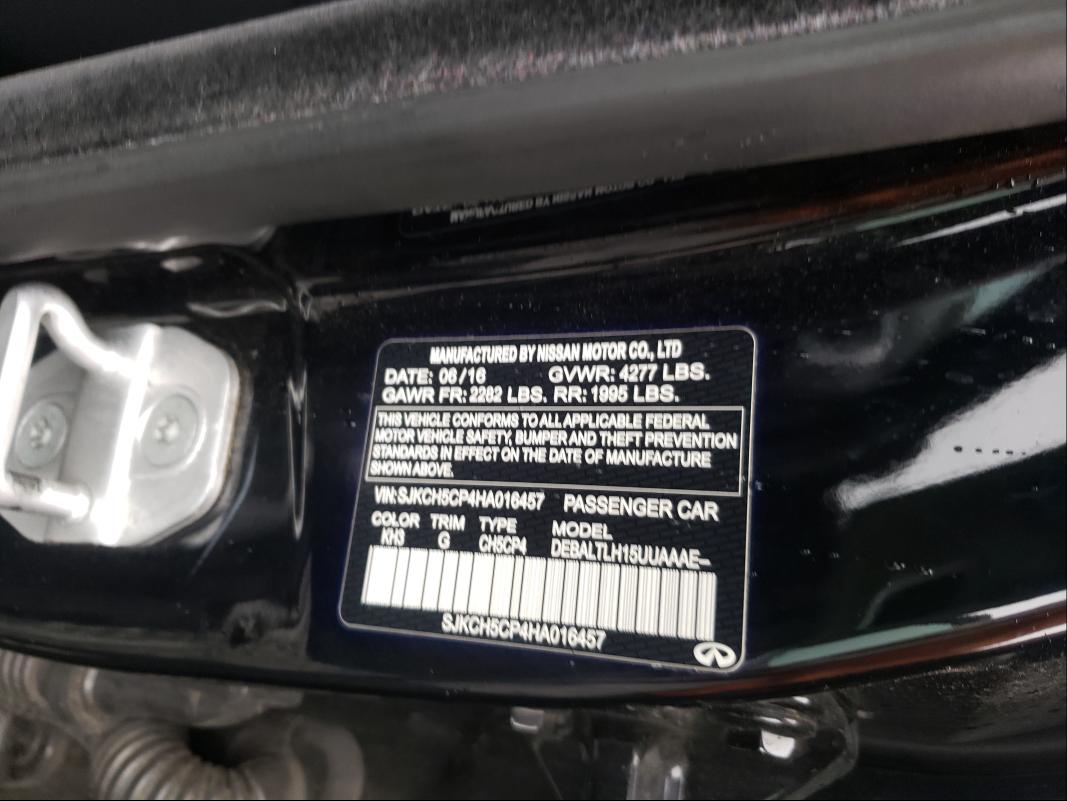 MANUFACTURED BY NISSAN MOTOR CO., LTD
DATE: 06/16 GVWR: 4277 LBS.
GAWR FR: 2282 LBS. RR: 1995 LBS.
THIS VEHICLE CONFORMS TO ALL APPLICABLE FEDERAL
MOTOR VEHICLE SAFETY, BUMPER AND THEFT PREVENTION
STANDARDS IN EFFECT ON THE DATE OF MANUFACTURE
SHOWN ABOVE.
VIN: SJKCH5CP4HA016457 PASSENGER CAR
COLOR TRIM TYPE MODEL
KH3 G CH5CP4 DEBALTLH15UUAAAE-
SJKCH5CP4HA016457